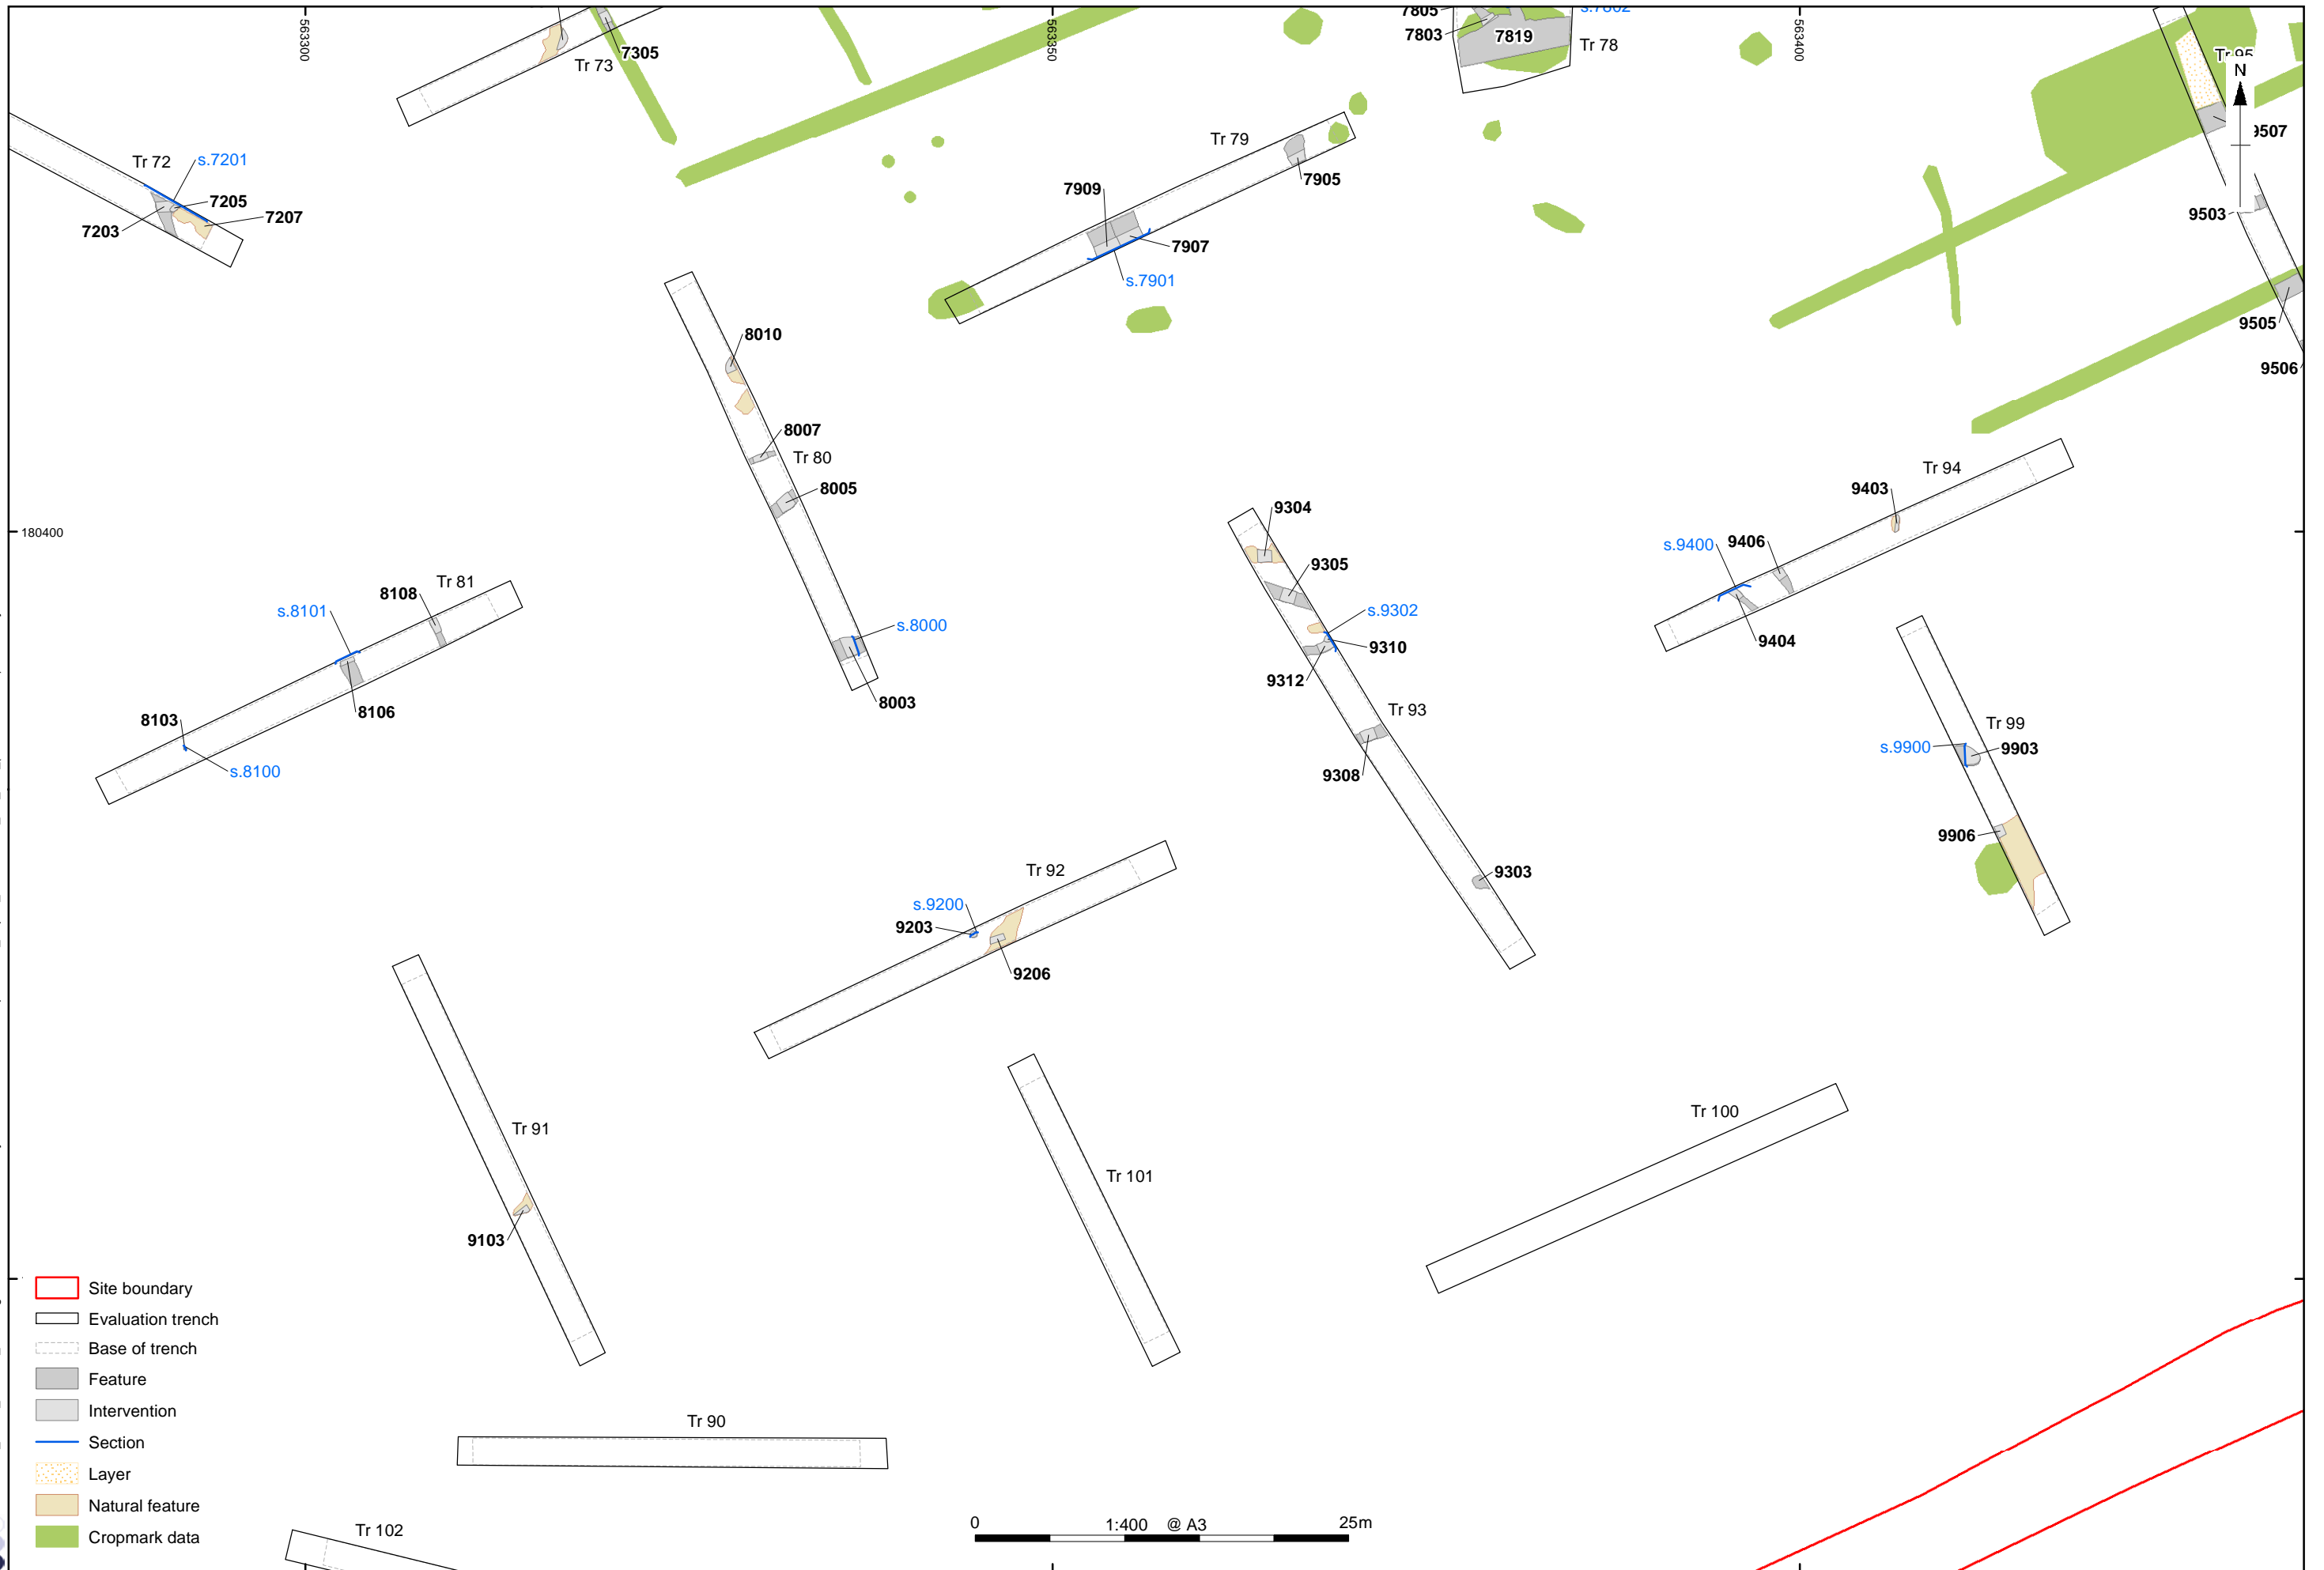 563300
563350
563400
7305
Tr 73
7805
7803
7819
s.7802
Tr 78
Tr 95
N
9507
9503
9505
9506
Tr 72
s.7201
7205
7207
7203
Tr 79
7905
7909
7907
s.7901
8010
8007
Tr 80
8005
s.8000
8003
180400
Tr 81
8108
s.8101
8106
8103
s.8100
9304
9305
s.9302
9310
9312
Tr 93
9308
9303
Tr 94
9403
9406
s.9400
9404
Tr 99
s.9900
9903
9906
Tr 92
s.9200
9203
9206
Tr 91
9103
Tr 101
Tr 100
Tr 90
Tr 102
Site boundary
Evaluation trench
Base of trench
Feature
Intervention
Section
Layer
Natural feature
Cropmark data
0 1:400 @ A3 25m